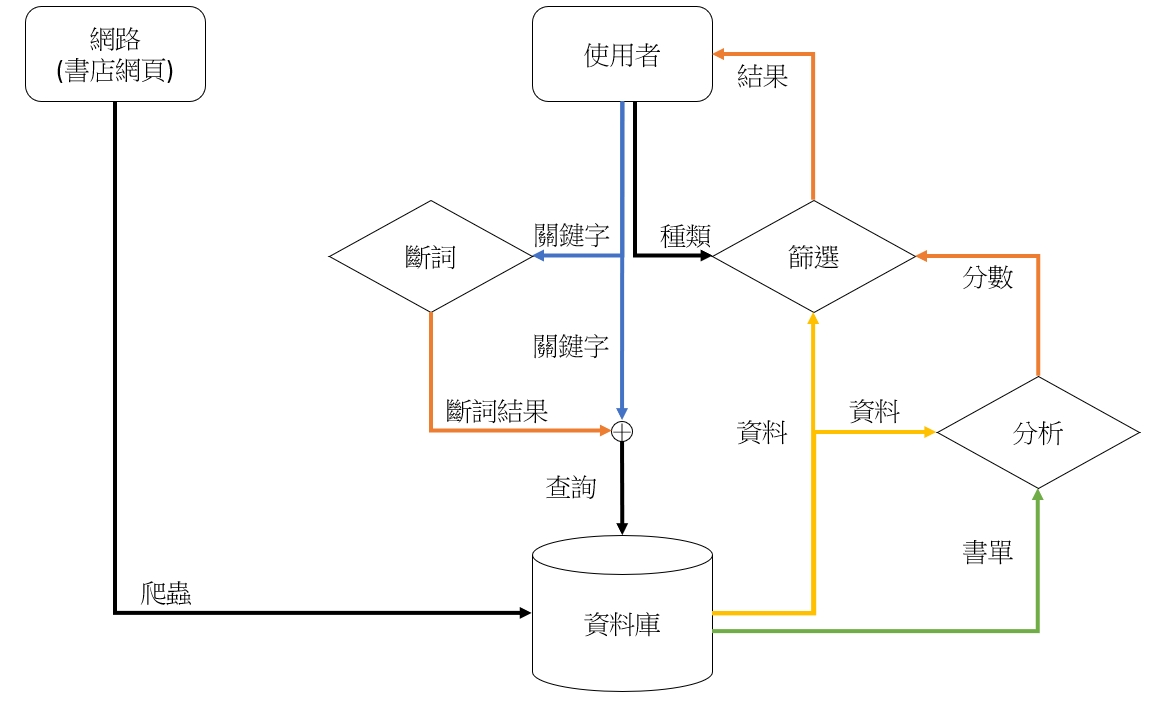 網路
(書店網頁)
使用者
結果
關鍵字
種類
斷詞
篩選
分數
關鍵字
斷詞結果
資料
資料
分析
查詢
書單
爬蟲
資料庫